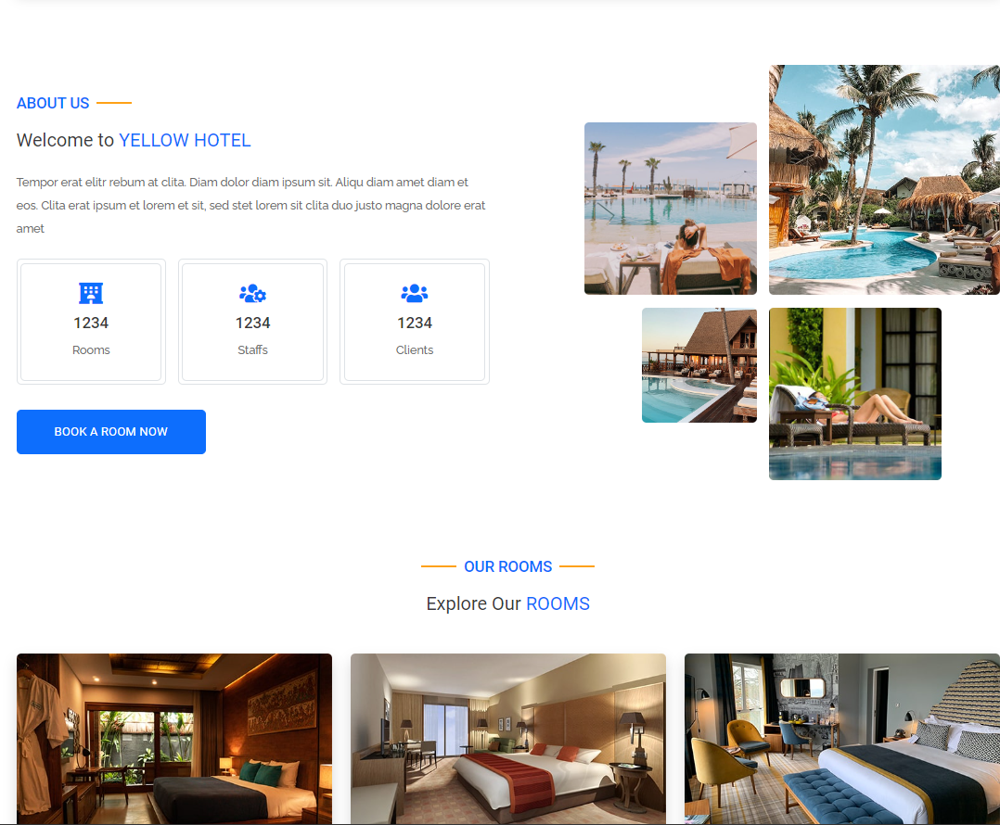 ABOUT US
Welcome to YELLOW HOTEL
Tempor erat elitr rebum at clita. Diam dolor diam ipsum sit. Aliqu diam amet diam et
eos. Clita erat ipsum et lorem et sit, sed stet lorem sit clita duo justo magna dolore erat
amet
1234
Rooms
1234
Staffs
1234
Clients
BOOK A ROOM NOW
OUR ROOMS
Explore Our ROOMS